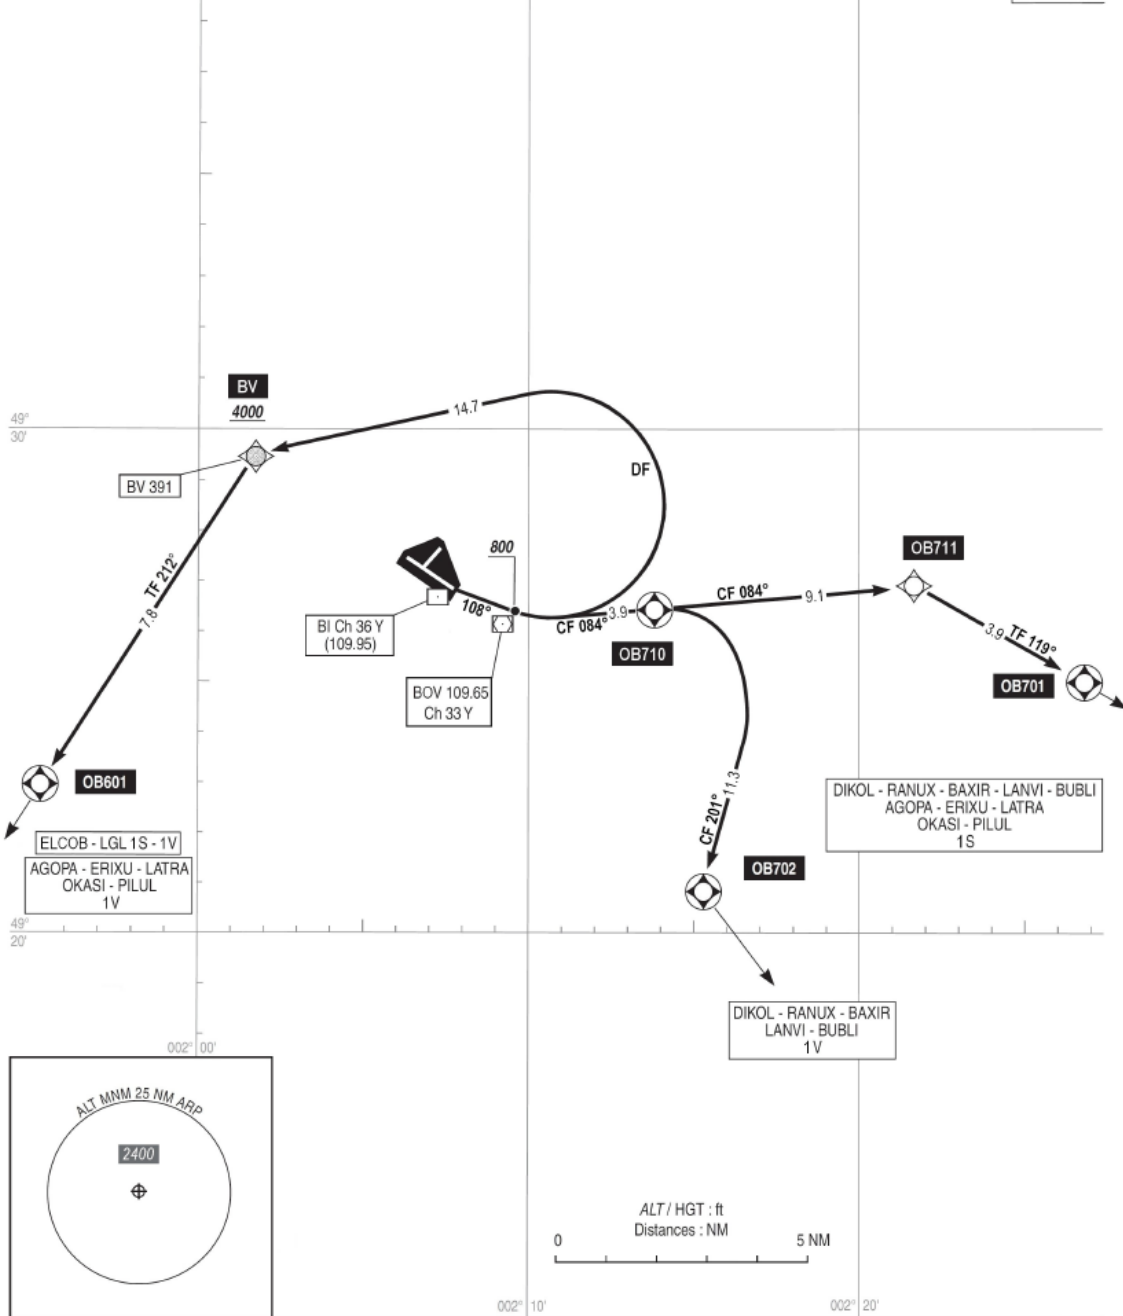 BV
4000
14.7
49°
30'
BV 391
DF
TF 212°
7.8
800
108°
BI Ch 36 Y
(109.95)
BOV 109.65
Ch 33 Y
CF 084°
3.9
OB710
CF 084°
9.1
OB711
3.9
TF 119°
OB701
OB601
ELCOB - LGL 1S - 1V
AGOPA - ERIXU - LATRA
OKASI - PILUL
1V
11.3
CF 201°
OB702
DIKOL - RANUX - BAXIR - LANVI - BUBLI
AGOPA - ERIXU - LATRA
OKASI - PILUL
1S
49°
20'
DIKOL - RANUX - BAXIR
LANVI - BUBLI
1V
002° 00'
ALT MNM 25 NM ARP
2400
ALT / HGT : ft
Distances : NM
0
5 NM
002° 10'
002° 20'